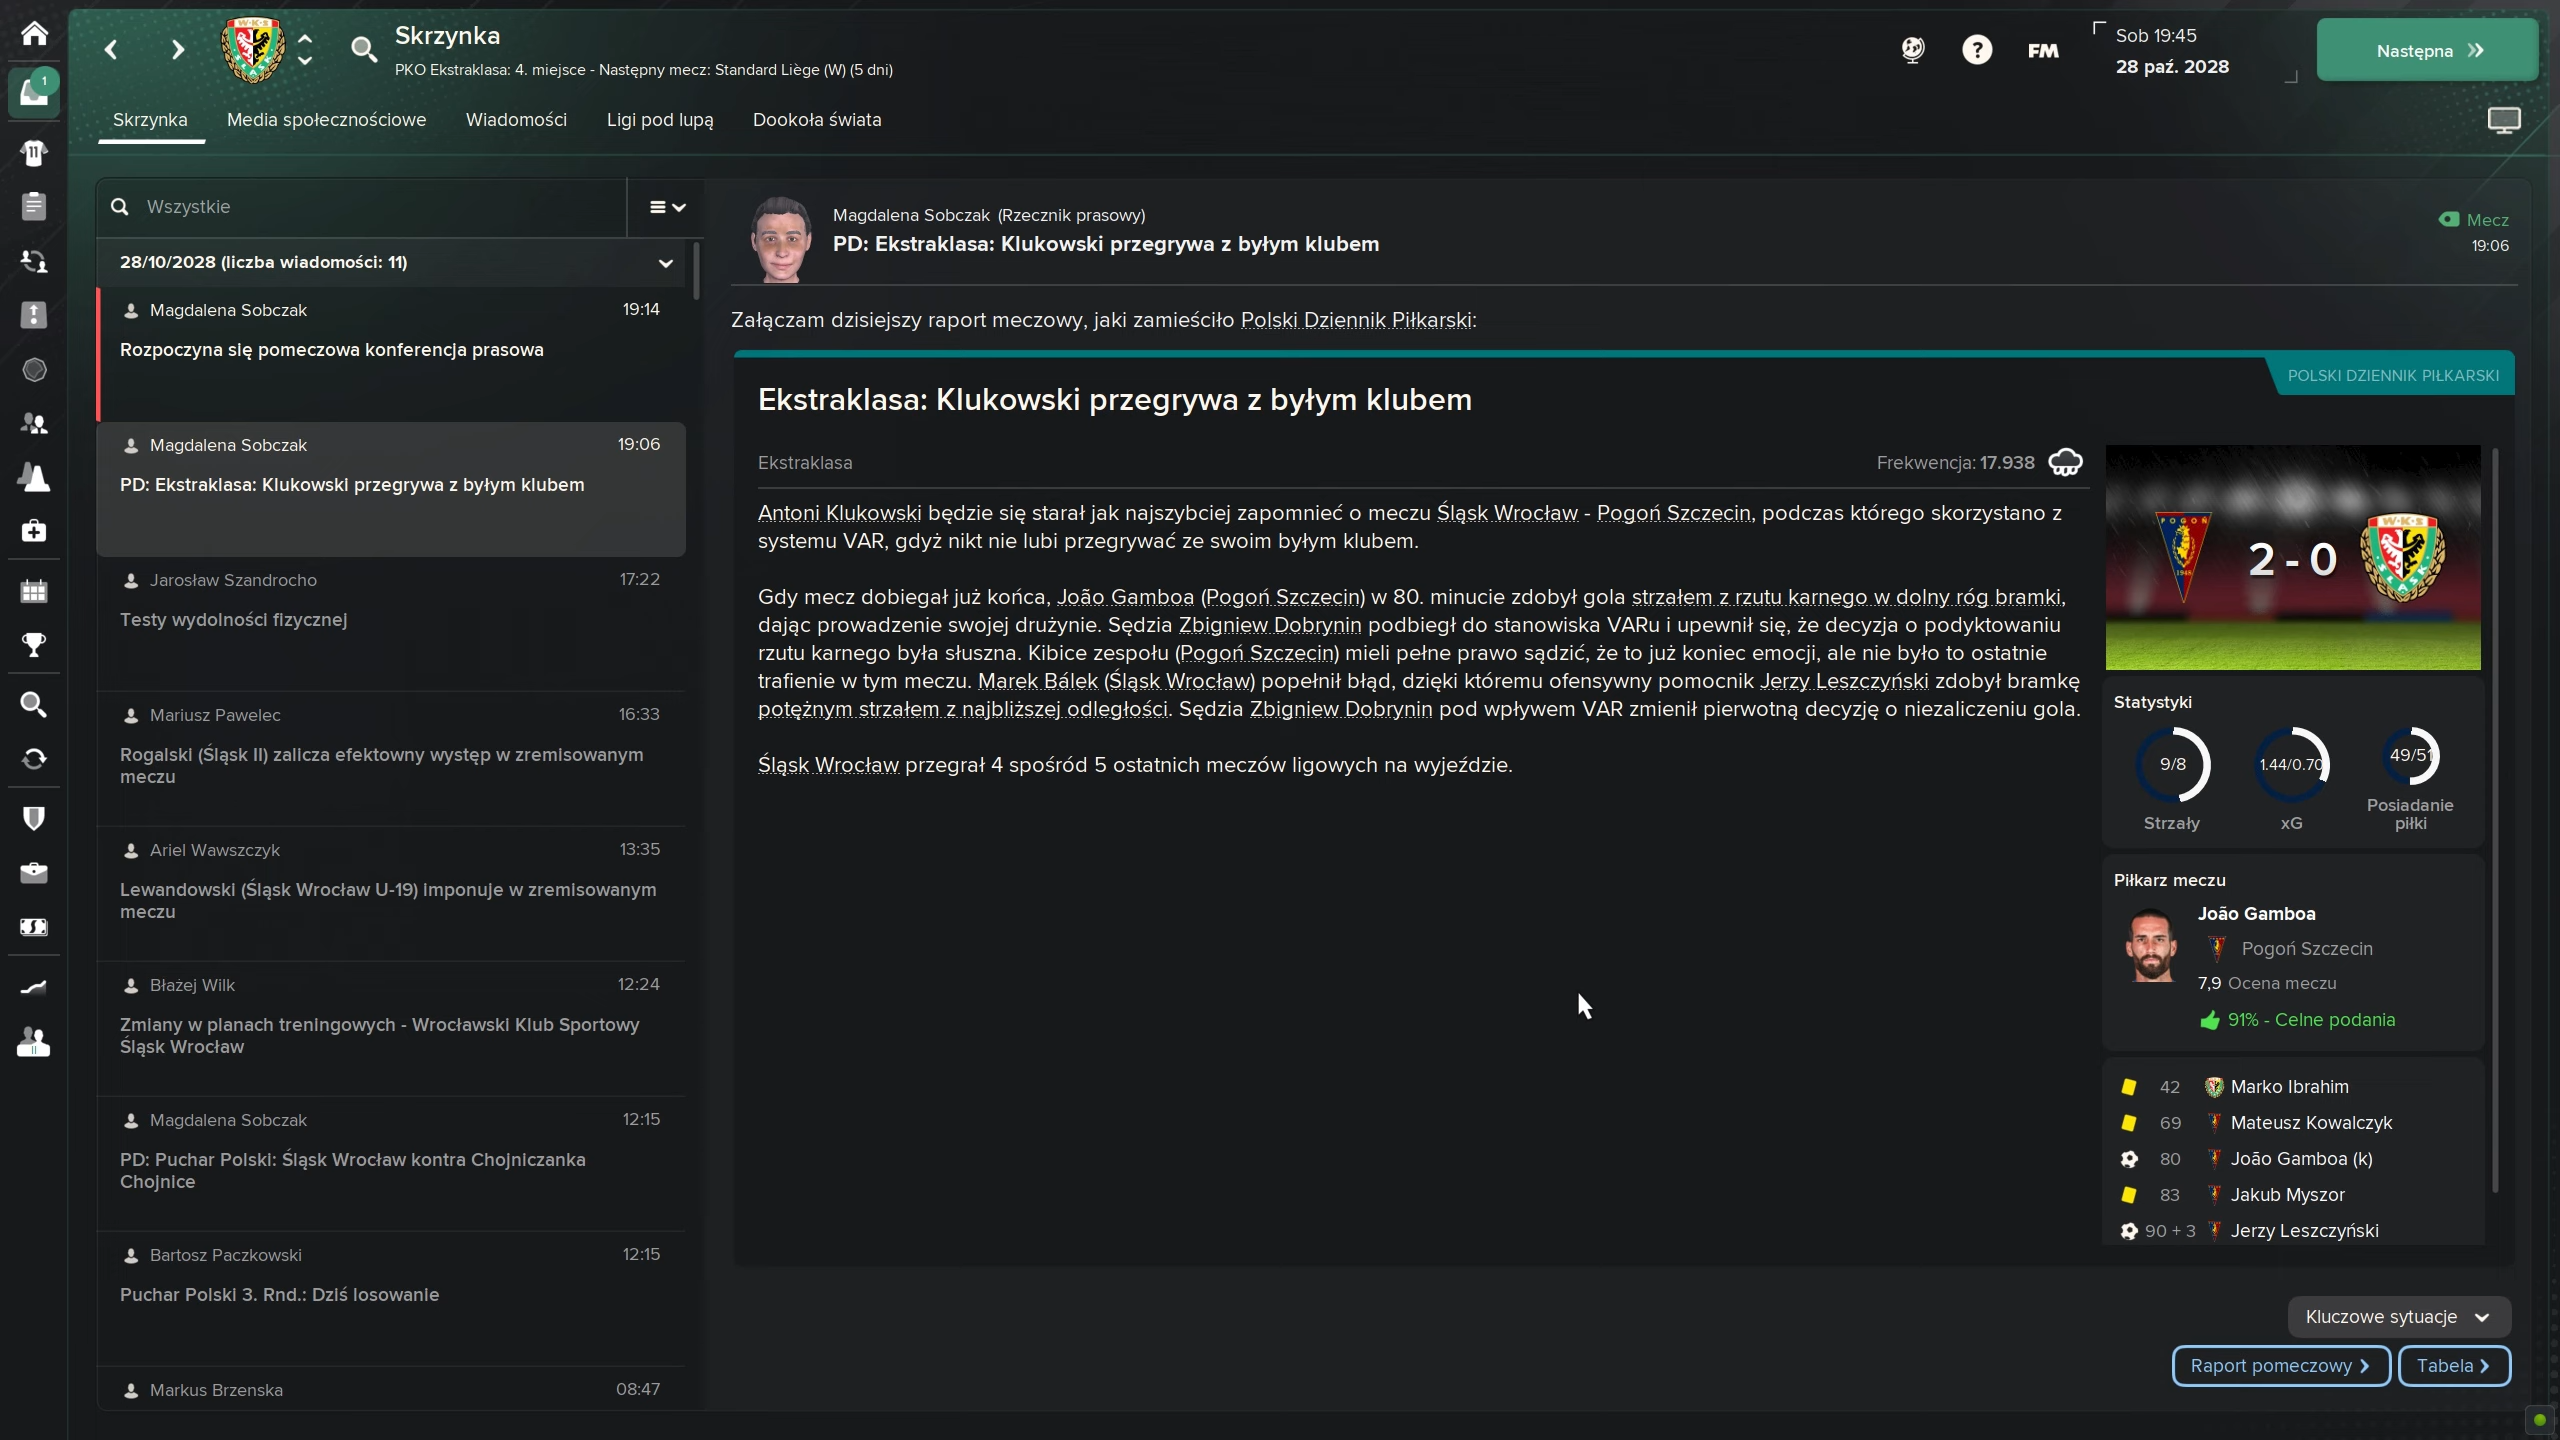 1
Skrzynka
PKO Ekstraklasa: 4. miejsce - Następny mecz: Standard Liège (W) (5 dni)
?
FM
Sob 19:45
28 paź. 2028
Następna
Skrzynka
Media społecznościowe
Wiadomości
Ligi pod lupą
Dookoła świata
Wszystkie
28/10/2028 (liczba wiadomości: 11)
Magdalena Sobczak 19:14
Rozpoczyna się pomeczowa konferencja prasowa
Magdalena Sobczak 19:06
PD: Ekstraklasa: Klukowski przegrywa z byłym klubem
Jarosław Szandrocho 17:22
Testy wydolności fizycznej
Mariusz Pawelec 16:33
Rogalski (Śląsk II) zalicza efektowny występ w zremisowanym
meczu
Ariel Wawszczyk 13:35
Lewandowski (Śląsk Wrocław U-19) imponuje w zremisowanym
meczu
Błażej Wilk 12:24
Zmiany w planach treningowych - Wrocławski Klub Sportowy
Śląsk Wrocław
Magdalena Sobczak 12:15
PD: Puchar Polski: Śląsk Wrocław kontra Chojniczanka
Chojnice
Bartosz Paczkowski 12:15
Puchar Polski 3. Rnd.: Dziś losowanie
Markus Brzenska 08:47
Magdalena Sobczak (Rzecznik prasowy)
PD: Ekstraklasa: Klukowski przegrywa z byłym klubem
Mecz
19:06
Załączam dzisiejszy raport meczowy, jaki zamieściło Polski Dziennik Piłkarski:
POLSKI DZIENNIK PIŁKARSKI
Ekstraklasa: Klukowski przegrywa z byłym klubem
Ekstraklasa
Frekwencja: 17.938
Antoni Klukowski będzie się starał jak najszybciej zapomnieć o meczu Śląsk Wrocław - Pogoń Szczecin, podczas którego skorzystano z
systemu VAR, gdyż nikt nie lubi przegrywać ze swoim byłym klubem.
Gdy mecz dobiegał już końca, João Gamboa (Pogoń Szczecin) w 80. minucie zdobył gola strzałem z rzutu karnego w dolny róg bramki,
dając prowadzenie swojej drużynie. Sędzia Zbigniew Dobrynin podbiegł do stanowiska VARu i upewnił się, że decyzja o podyktowaniu
rzutu karnego była słuszna. Kibice zespołu (Pogoń Szczecin) mieli pełne prawo sądzić, że to już koniec emocji, ale nie było to ostatnie
trafienie w tym meczu. Marek Bálek (Śląsk Wrocław) popełnił błąd, dzięki któremu ofensywny pomocnik Jerzy Leszczyński zdobył bramkę
potężnym strzałem z najbliższej odległości. Sędzia Zbigniew Dobrynin pod wpływem VAR zmienił pierwotną decyzję o niezaliczeniu gola.
Śląsk Wrocław przegrał 4 spośród 5 ostatnich meczów ligowych na wyjeździe.
2 - 0
Statystyki
9/8
Strzały
1.44/0.70
xG
49/51
Posiadanie
piłki
Piłkarz meczu
João Gamboa
Pogoń Szczecin
7,9 Ocena meczu
91% - Celne podania
42 Marko Ibrahim
69 Mateusz Kowalczyk
80 João Gamboa (k)
83 Jakub Myszor
90 + 3 Jerzy Leszczyński
Kluczowe sytuacje
Raport pomeczowy
Tabela